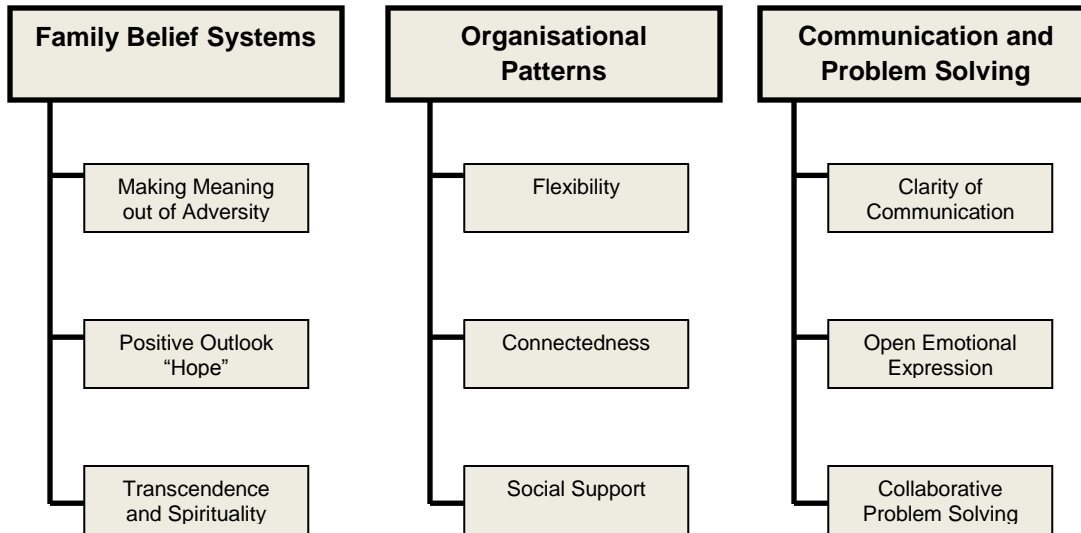 Family Belief Systems
Making Meaning
out of Adversity
Positive Outlook
“Hope”
Transcendence
and Spirituality
Organisational
Patterns
Flexibility
Connectedness
Social Support
Communication and
Problem Solving
Clarity of
Communication
Open Emotional
Expression
Collaborative
Problem Solving